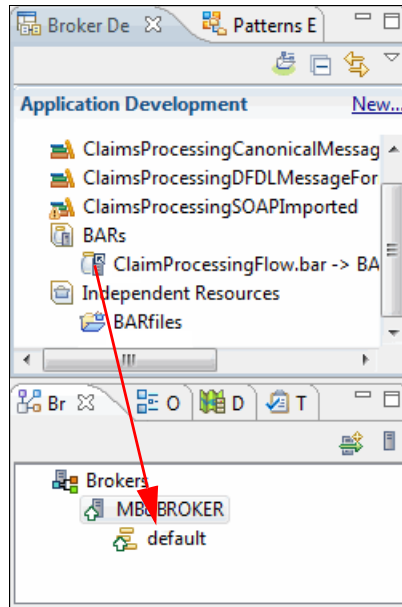 Broker De Patterns E
Application Development New...
ClaimsProcessingCanonicalMessag
ClaimsProcessingDFDLMessageFor
ClaimsProcessingSOAPImported
BARs
ClaimProcessingFlow.bar -> BA
Independent Resources
BARfiles
Br O D T
Brokers
MB8BROKER
default